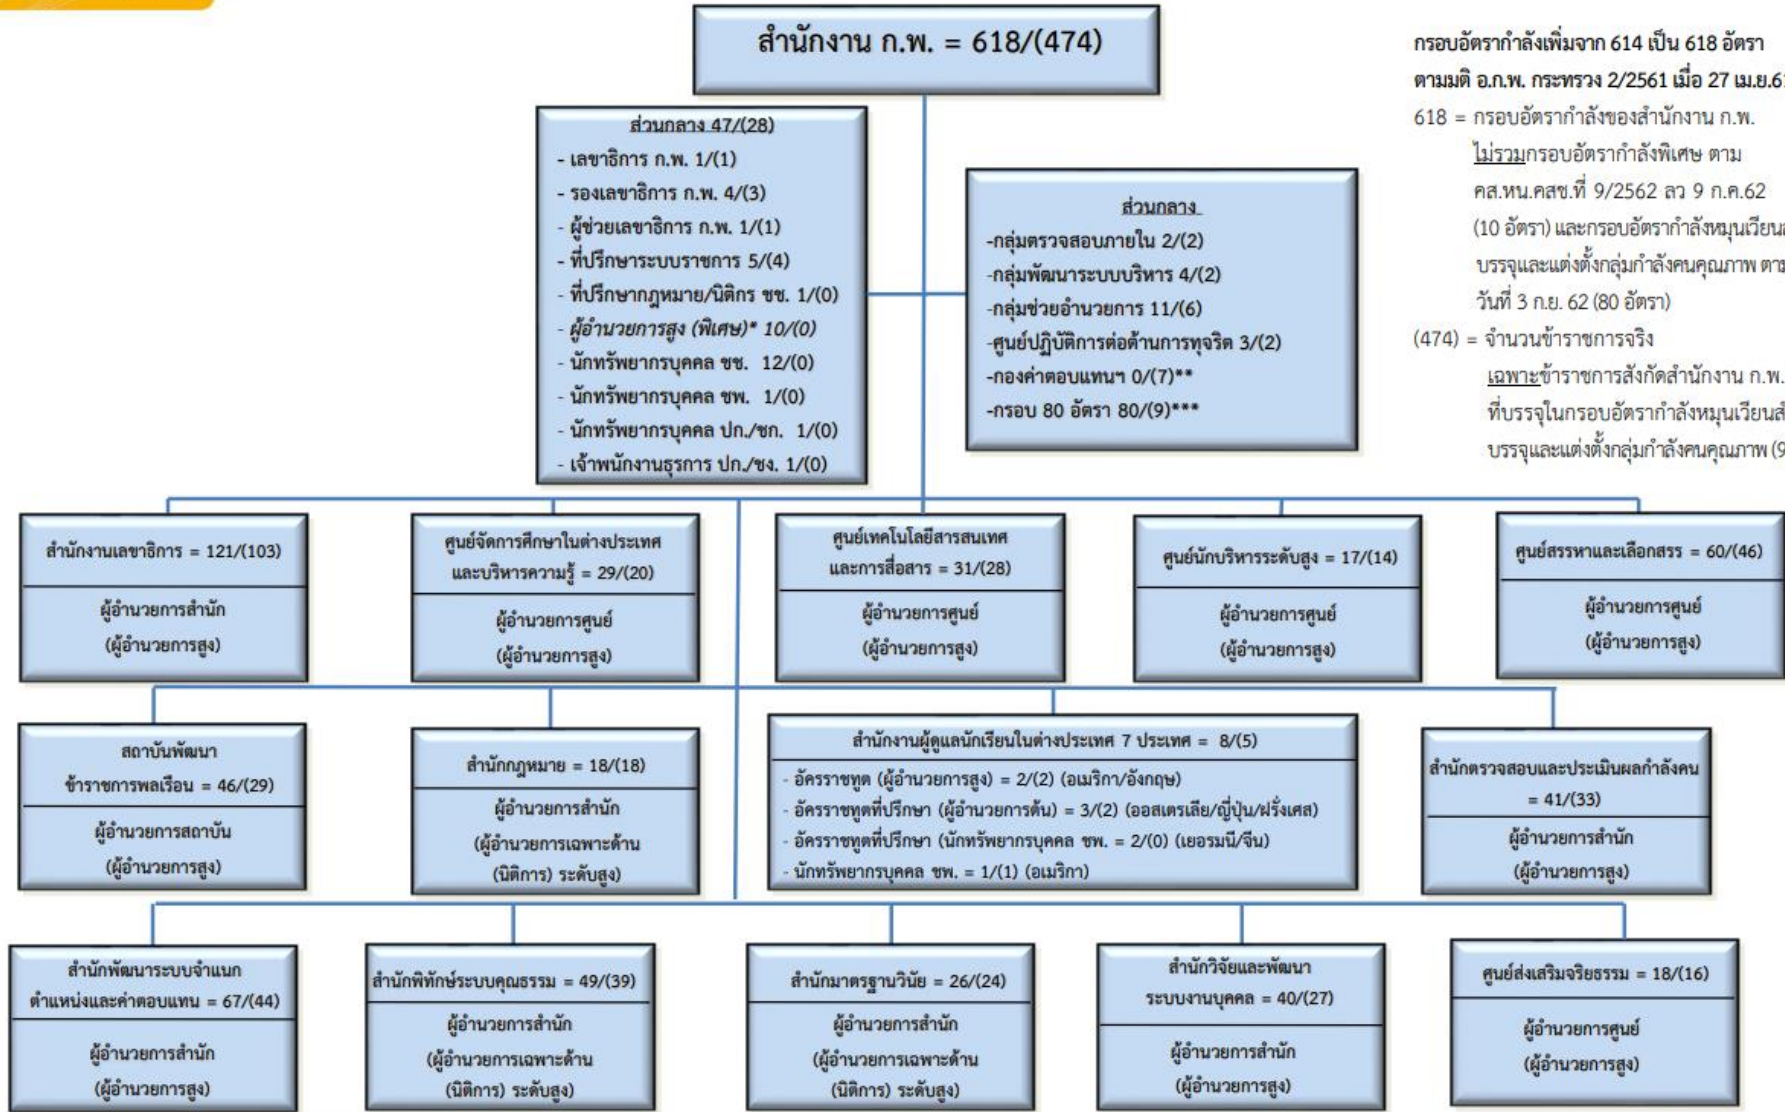 สำนักงาน ก.พ. = 618/(474)
กรอบอัตรากำลังเพิ่มจาก 614 เป็น 618 อัตรา
ตามมติ อ.ก.พ. กระทรวง 2/2561 เมื่อ 27 เม.ย.61
618 = กรอบอัตรากำลังของสำนักงาน ก.พ.
ไม่รวมกรอบอัตรากำลังพิเศษ ตาม
คส.หน.คสช.ที่ 9/2562 ลว 9 ก.ค.62
(10 อัตรา) และกรอบอัตรากำลังหมุนเวียน
บรรจุและแต่งตั้งกลุ่มกำลังคนคุณภาพ
วันที่ 3 ก.ย. 62 (80 อัตรา)
(474) = จำนวนข้าราชการจริง
เฉพาะข้าราชการสังกัดสำนักงาน ก.พ.
ที่บรรจุในกรอบอัตรากำลังหมุนเวียน
บรรจุและแต่งตั้งกลุ่มกำลังคนคุณภาพ (9
ส่วนกลาง 47/(28)
- เลขาธิการ ก.พ. 1/(1)
- รองเลขาธิการ ก.พ. 4/(3)
- ผู้ช่วยเลขาธิการ ก.พ. 1/(1)
- ที่ปรึกษาระบบราชการ 5/(4)
- ที่ปรึกษากฎหมาย/นิติกร ชช. 1/(0)
- ผู้อำนวยการสูง (พิเศษ)* 10/(0)
- นักทรัพยากรบุคคล ชช. 12/(0)
- นักทรัพยากรบุคคล ชพ. 1/(0)
- นักทรัพยากรบุคคล ปก./ชก. 1/(0)
- เจ้าพนักงานธุรการ ปก./ชง. 1/(0)
ส่วนกลาง
-กลุ่มตรวจสอบภายใน 2/(2)
-กลุ่มพัฒนาระบบบริหาร 4/(2)
-กลุ่มช่วยอำนวยการ 11/(6)
-ศูนย์ปฏิบัติการต่อต้านการทุจริต 3/(2)
-กองค่าตอบแทนฯ 0/(7)**
-กรอบ 80 อัตรา 80/(9)***
สำนักงานเลขาธิการ = 121/(103)
ผู้อำนวยการสำนัก
(ผู้อำนวยการสูง)
ศูนย์จัดการศึกษาในต่างประเทศ
และบริหารความรู้ = 29/(20)
ผู้อำนวยการศูนย์
(ผู้อำนวยการสูง)
ศูนย์เทคโนโลยีสารสนเทศ
และการสื่อสาร = 31/(28)
ผู้อำนวยการศูนย์
(ผู้อำนวยการสูง)
ศูนย์นักบริหารระดับสูง = 17/(14)
ผู้อำนวยการศูนย์
(ผู้อำนวยการสูง)
ศูนย์สรรหาและเลือกสรร = 60/(46)
ผู้อำนวยการศูนย์
(ผู้อำนวยการสูง)
สถาบันพัฒนา
ข้าราชการพลเรือน = 46/(29)
ผู้อำนวยการสถาบัน
(ผู้อำนวยการสูง)
สำนักกฎหมาย = 18/(18)
ผู้อำนวยการสำนัก
(ผู้อำนวยการเฉพาะด้าน
(นิติการ) ระดับสูง)
สำนักงานผู้ดูแลนักเรียนในต่างประเทศ 7 ประเทศ = 8/(5)
- อัครราชทูต (ผู้อำนวยการสูง) = 2/(2) (อเมริกา/อังกฤษ)
- อัครราชทูตที่ปรึกษา (ผู้อำนวยการต้น) = 3/(2) (ออสเตรเลีย/ญี่ปุ่น/ฝรั่งเศส)
- อัครราชทูตที่ปรึกษา (นักทรัพยากรบุคคล ชพ. = 2/(0) (เยอรมนี/จีน)
- นักทรัพยากรบุคคล ชพ. = 1/(1) (อเมริกา)
สำนักตรวจสอบและประเมินผลกำลังคน
= 41/(33)
ผู้อำนวยการสำนัก
(ผู้อำนวยการสูง)
สำนักพัฒนาระบบจำแนก
ตำแหน่งและค่าตอบแทน = 67/(44)
ผู้อำนวยการสำนัก
(ผู้อำนวยการสูง)
สำนักพิทักษ์ระบบคุณธรรม = 49/(39)
ผู้อำนวยการสำนัก
(ผู้อำนวยการเฉพาะด้าน
(นิติการ) ระดับสูง)
สำนักมาตรฐานวินัย = 26/(24)
ผู้อำนวยการสำนัก
(ผู้อำนวยการเฉพาะด้าน
(นิติการ) ระดับสูง)
สำนักวิจัยและพัฒนา
ระบบงานบุคคล = 40/(27)
ผู้อำนวยการสำนัก
(ผู้อำนวยการสูง)
ศูนย์ส่งเสริมจริยธรรม = 18/(16)
ผู้อำนวยการศูนย์
(ผู้อำนวยการสูง)